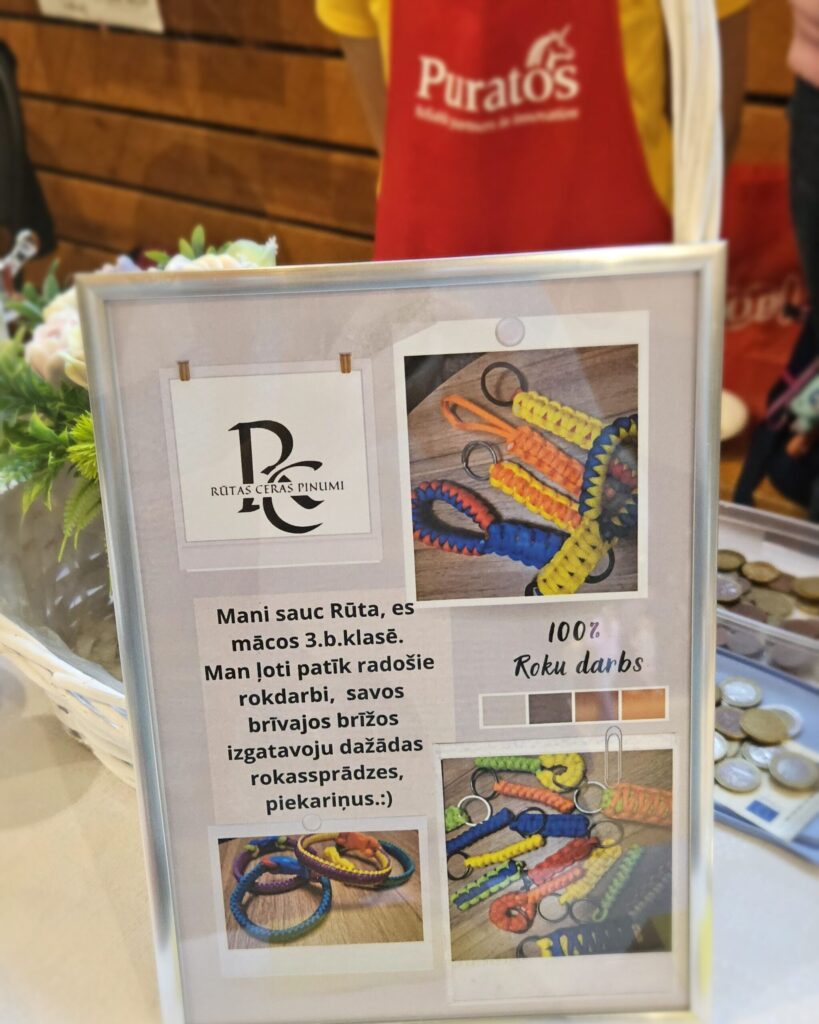 Puratos
RŪTAS CERAS PINUMI
Mani sauc Rūta, es
mācos 3.b.klasē.
Man ļoti patīk radošie
rokdarbi, savos
brīvajos brīžos
izgatavoju dažādas
rokassprādzes,
piekariņus.:)
100%
Roku darbs